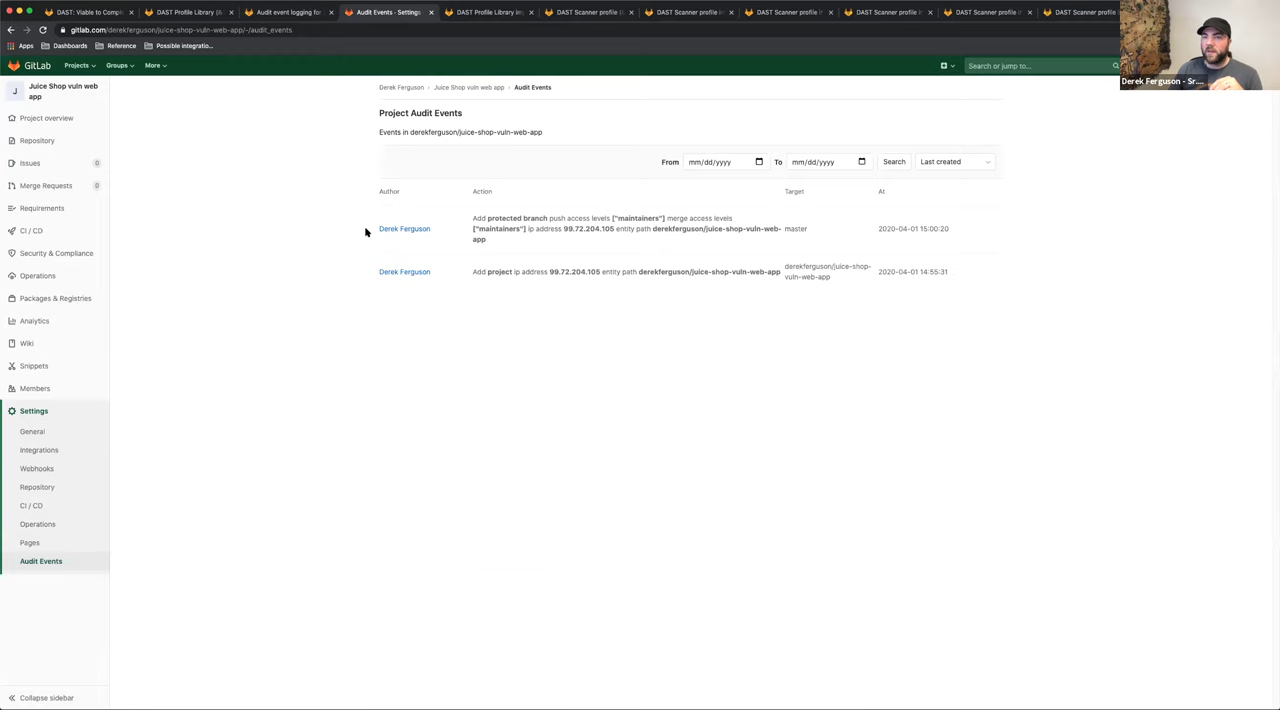 DAST: Viable to Comple
DAST Profile Library (&
Audit event logging for
Audit Events - Settings
DAST Profile Library im
DAST Scanner profile (
DAST Scanner profile in
DAST Scanner profile in
DAST Scanner profile it
DAST Scanner profile it
DAST Scanner profile
gitlab.com/derekferguson/juice-shop-vuln-web-app/-/audit_events
Apps
Dashboards
Reference
Possible integratio...
GitLab
Projects
Groups
More
Search or jump to...
Derek Ferguson - Sr....
J
Juice Shop vuln web
app
Project overview
Repository
Issues
0
Merge Requests
0
Requirements
CI / CD
Security & Compliance
Operations
Packages & Registries
Analytics
Wiki
Snippets
Members
Settings
General
Integrations
Webhooks
Repository
CI / CD
Operations
Pages
Audit Events
Collapse sidebar
Derek Ferguson > Juice Shop vuln web app > Audit Events
Project Audit Events
Events in derekferguson/juice-shop-vuln-web-app
From mm/dd/yyyy To mm/dd/yyyy Search Last created
Author Action Target At
Derek Ferguson
Add protected branch push access levels ["maintainers"] merge access levels
["maintainers"] ip address 99.72.204.105 entity path derekferguson/juice-shop-vuln-web-
app
master
2020-04-01 15:00:20
Derek Ferguson
Add project ip address 99.72.204.105 entity path derekferguson/juice-shop-vuln-web-app
derekferguson/juice-shop-
vuln-web-app
2020-04-01 14:55:31